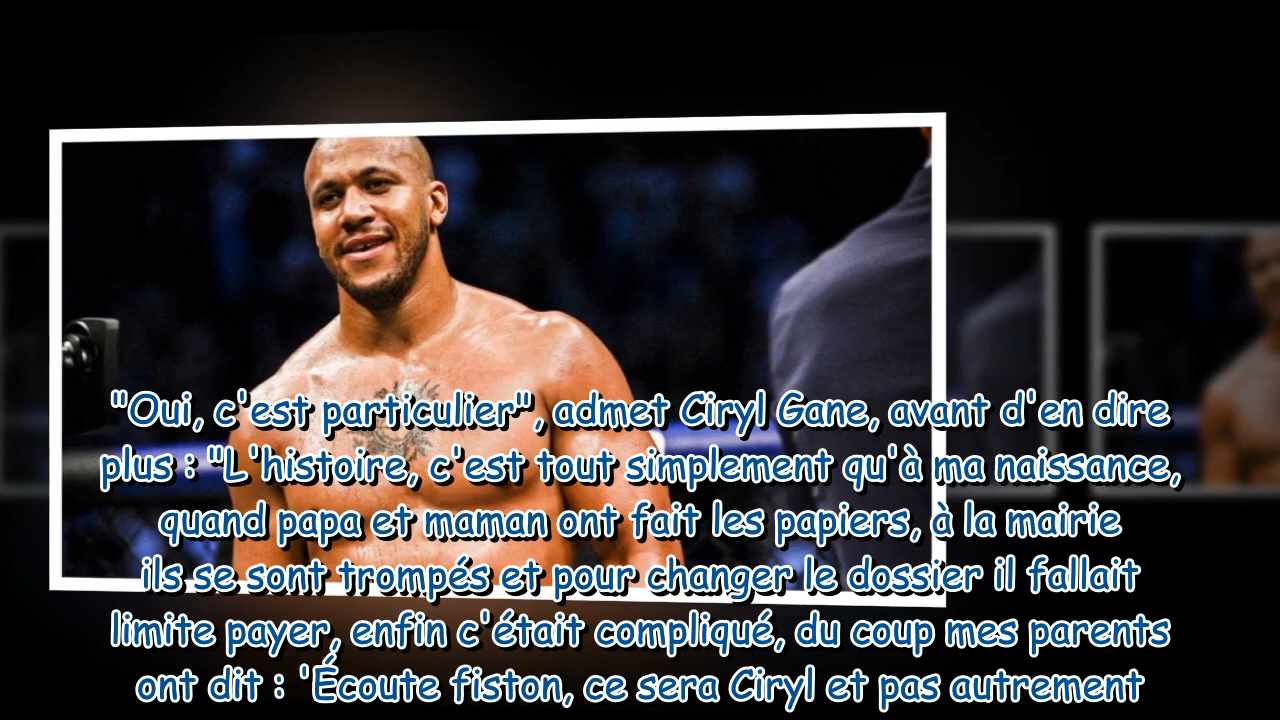 "Oui, c'est particulier", admet Ciryl Gane, avant d'en dire
plus : "L'histoire, c'est tout simplement qu'à ma naissance,
quand papa et maman ont fait les papiers, à la mairie
ils se sont trompés et pour changer le dossier il fallait
limite payer, enfin c'était compliqué, du coup mes parents
ont dit : 'Écoute fiston, ce sera Ciryl et pas autrement